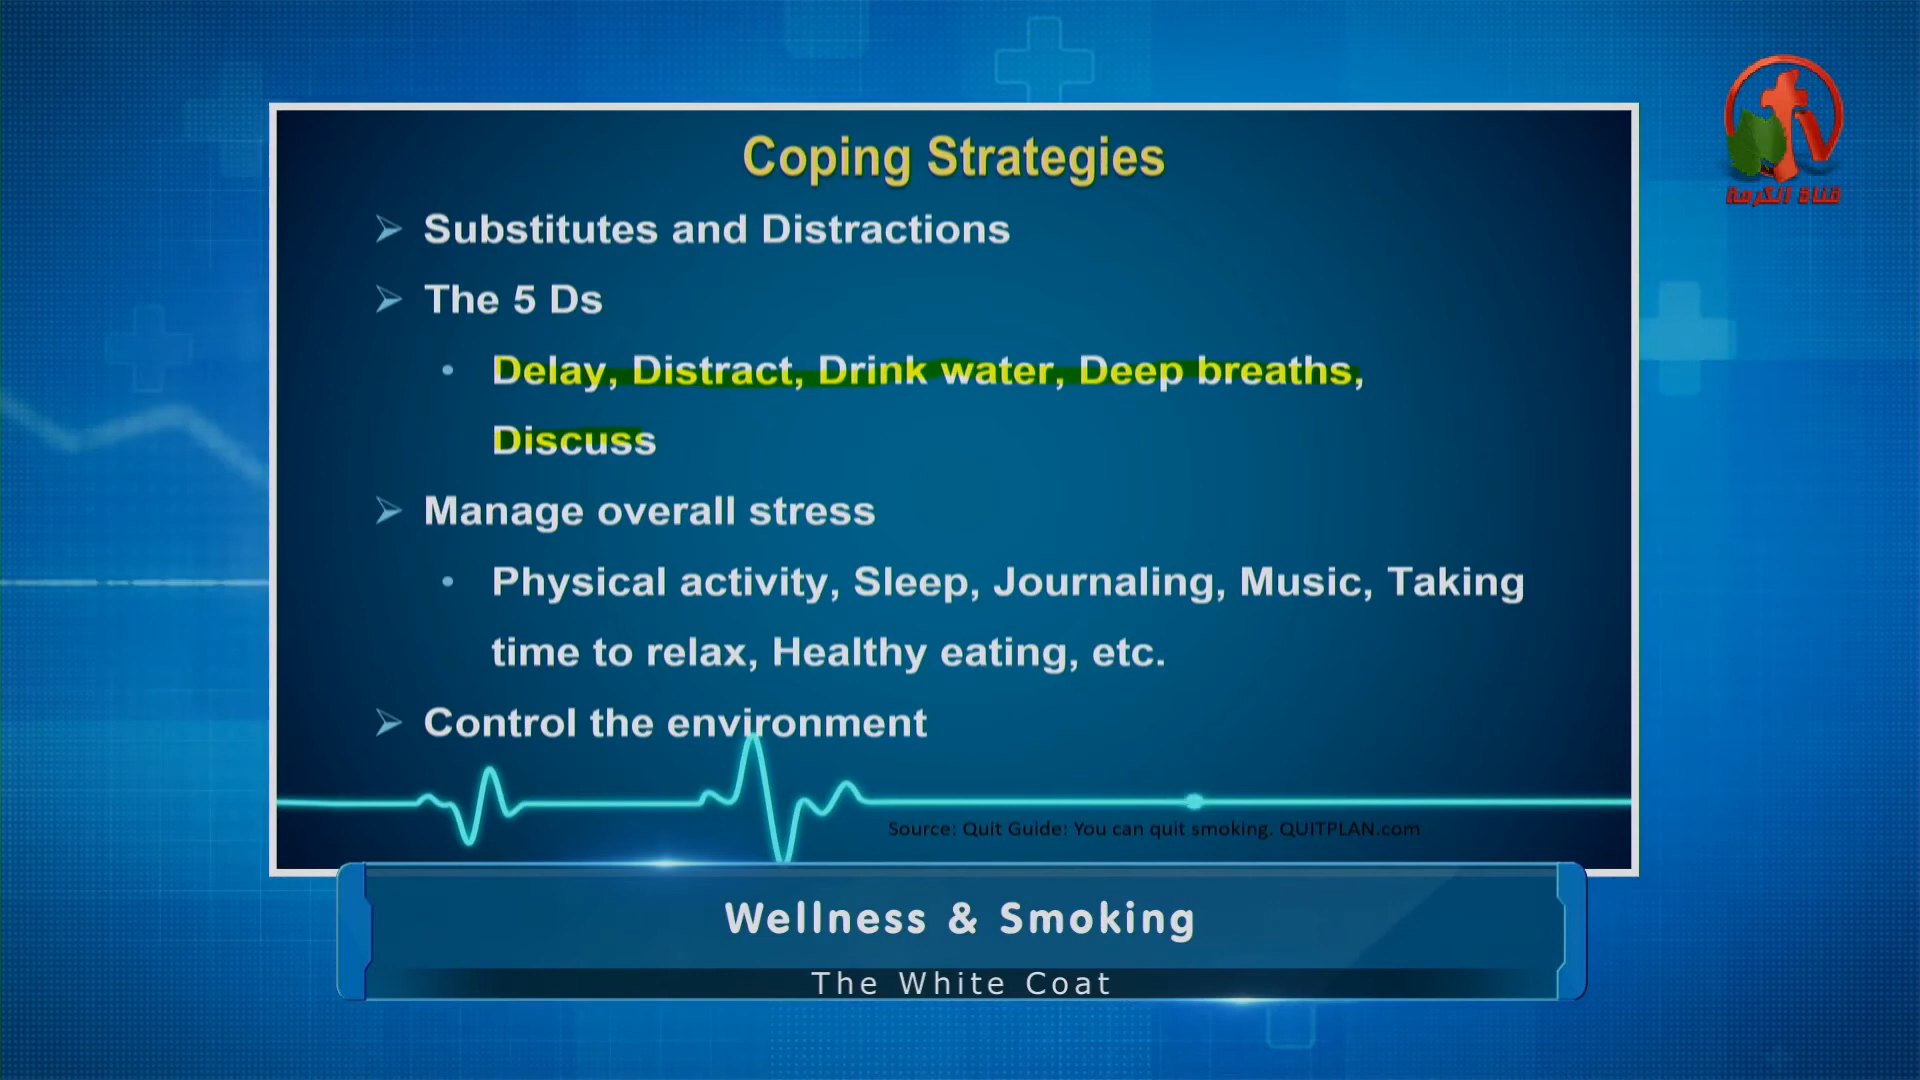 Coping Strategies
Substitutes and Distractions
The 5 Ds
Delay, Distract, Drink water, Deep breaths,
Discuss
Manage overall stress
Physical activity, Sleep, Journaling, Music, Taking
time to relax, Healthy eating, etc.
Control the environment
Source: Quit Guide: You can quit smoking. QUITPLAN.com
Wellness & Smoking
The White Coat
tv
قناة الكرمة